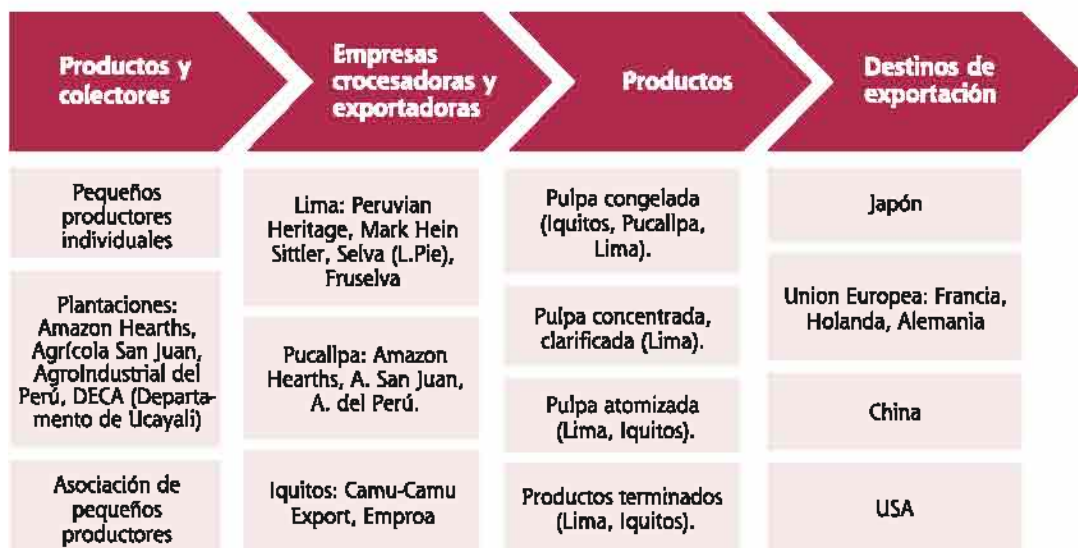 Productos y
colectores
Empresas
crocesadoras y
exportadoras
Productos
Destinos de
exportación
Pequeños
productores
individuales
Plantaciones:
Amazon Hearths,
Agrícola San Juan,
AgroIndustrial del
Perú, DECA (Departa-
mento de Ucayali)
Asociación de
pequeños
productores
Lima: Peruvian
Heritage, Mark Hein
Sittler, Selva (L.Pie),
Fruselva
Pucallpa: Amazon
Hearths, A. San Juan,
A. del Perú.
Iquitos: Camu-Camu
Export, Emproa
Pulpa congelada
(Iquitos, Pucallpa,
Lima).
Pulpa concentrada,
clarificada (Lima).
Pulpa atomizada
(Lima, Iquitos).
Productos terminados
(Lima, Iquitos).
Japón
Union Europea: Francia,
Holanda, Alemania
China
USA